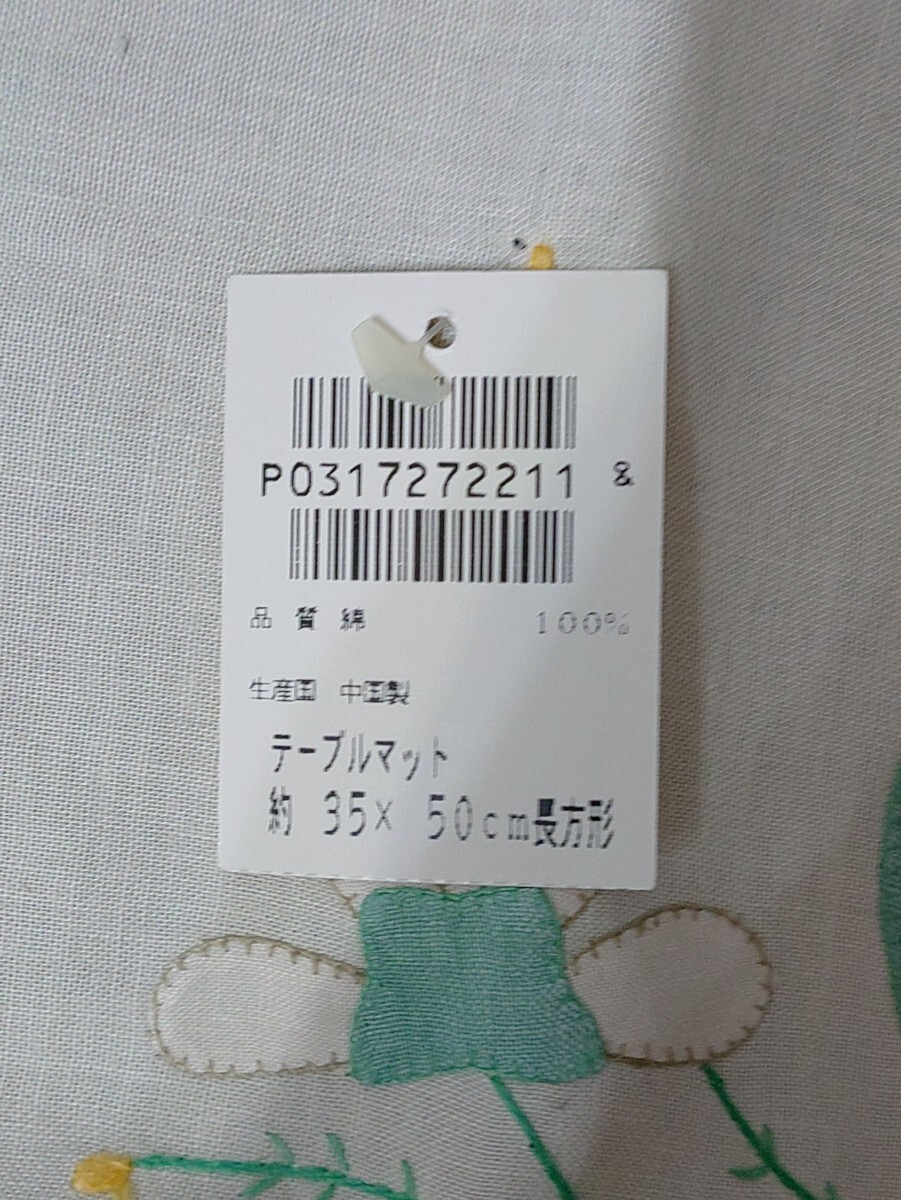 P0317272211 &
品 質 綿 100%
生産国 中国製
テーブルマット
約 35× 50cm長方形